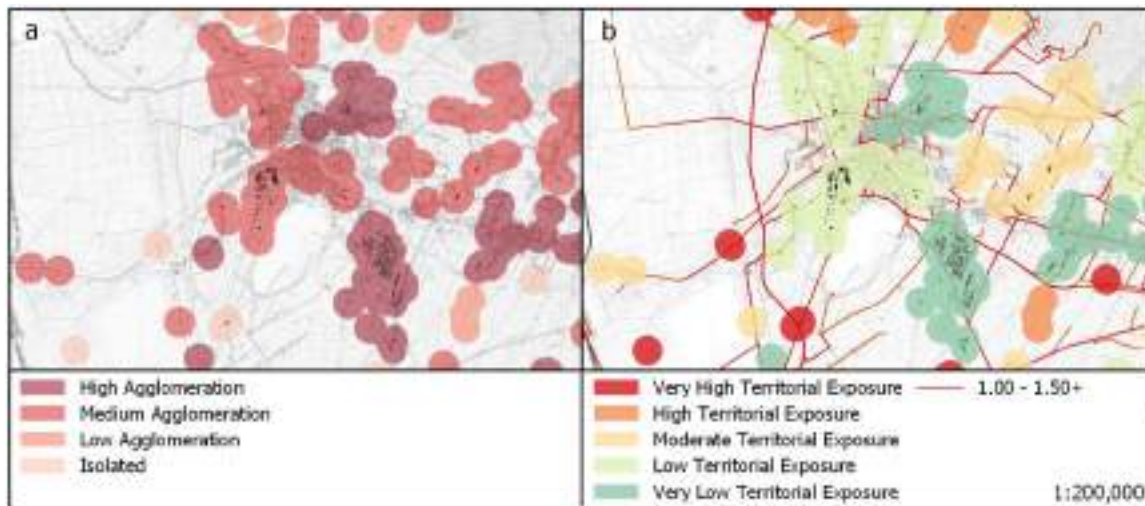 a
b
High Agglomeration
Medium Agglomeration
Low Agglomeration
Isolated
Very High Territorial Exposure
1.00 - 1.50+
High Territorial Exposure
Moderate Territorial Exposure
Low Territorial Exposure
Very Low Territorial Exposure
1:200,000